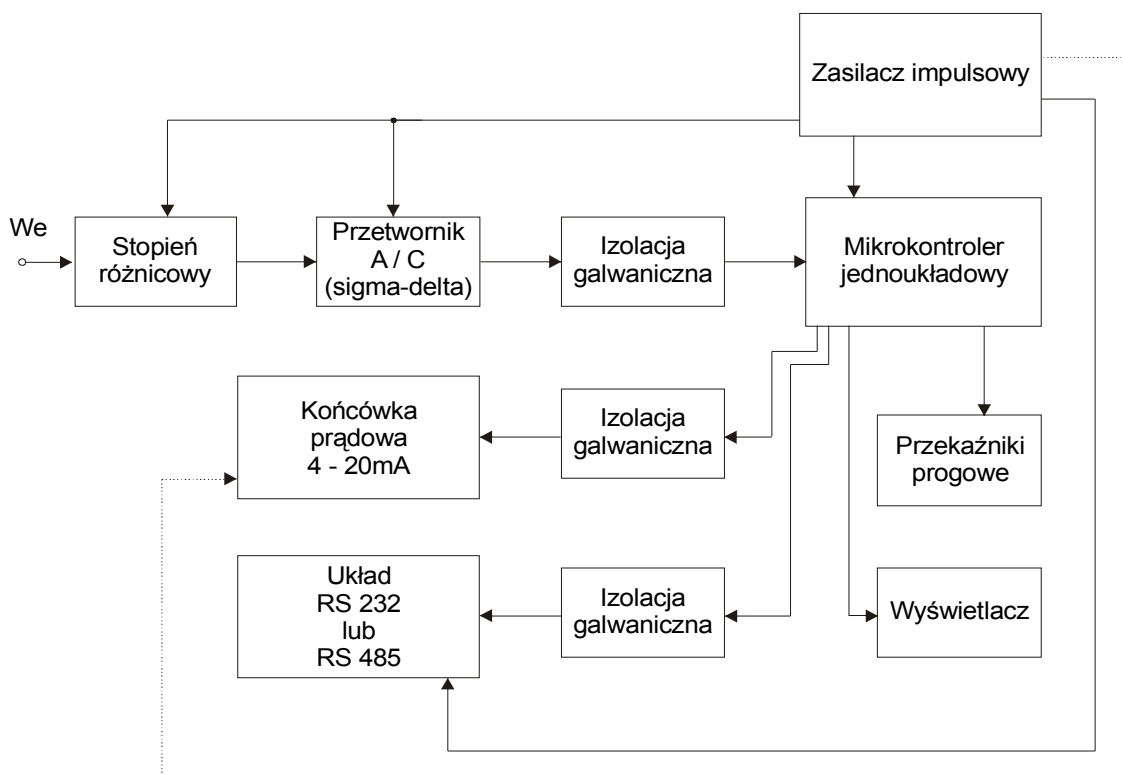 Zasilacz impulsowy
We
Stopień
różnicowy
Przetwornik
A / C
(sigma-delta)
Izolacja
galwaniczna
Mikrokontroler
jednoukładowy
Końcówka
prądowa
4 - 20mA
Izolacja
galwaniczna
Przekaźniki
progowe
Układ
RS 232
lub
RS 485
Izolacja
galwaniczna
Wyświetlacz